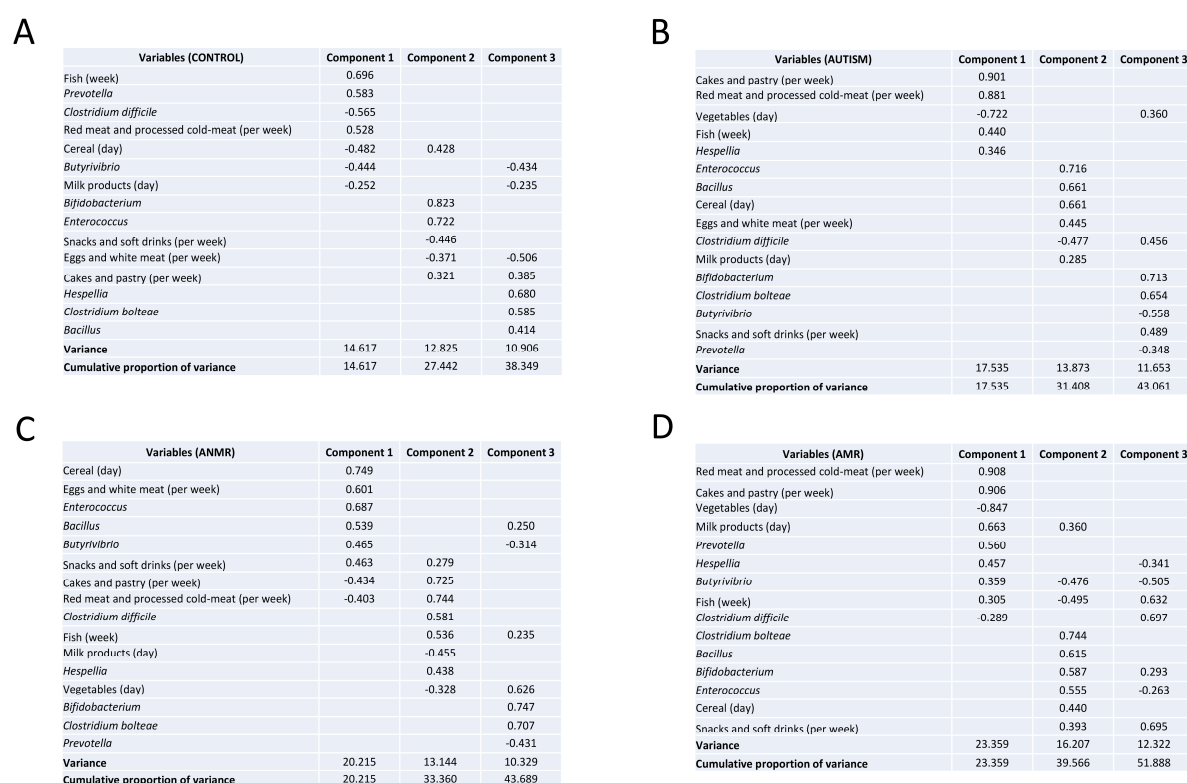 A
Variables (CONTROL) Component 1 Component 2 Component 3
Fish (week) 0.696
Prevotella 0.583
Clostridium difficile -0.565
Red meat and processed cold-meat (per week) 0.528
Cereal (day) -0.482 0.428
Butyrivibrio -0.444 -0.434
Milk products (day) -0.252 -0.235
Bifidobacterium 0.823
Enterococcus 0.722
Snacks and soft drinks (per week) -0.446
Eggs and white meat (per week) -0.371 -0.506
Cakes and pastry (per week) 0.321 0.385
Hespellia 0.680
Clostridium bolteae 0.585
Bacillus 0.414
Variance 14.617 12.825 10.906
Cumulative proportion of variance 14.617 27.442 38.349
B
Variables (AUTISM) Component 1 Component 2 Component 3
Cakes and pastry (per week) 0.901
Red meat and processed cold-meat (per week) 0.881
Vegetables (day) -0.722 0.360
Fish (week) 0.440
Hespellia 0.346
Enterococcus 0.716
Bacillus 0.661
Cereal (day) 0.661
Eggs and white meat (per week) 0.445
Clostridium difficile -0.477 0.456
Milk products (day) 0.285
Bifidobacterium 0.713
Clostridium bolteae 0.654
Butyrivibrio -0.558
Snacks and soft drinks (per week) 0.489
Prevotella -0.348
Variance 17.535 13.873 11.653
Cumulative proportion of variance 17.535 31.408 43.061
C
Variables (ANMR) Component 1 Component 2 Component 3
Cereal (day) 0.749
Eggs and white meat (per week) 0.601
Enterococcus 0.687
Bacillus 0.539 0.250
Butyrivibrio 0.465 -0.314
Snacks and soft drinks (per week) 0.463 0.279
Cakes and pastry (per week) -0.434 0.725
Red meat and processed cold-meat (per week) -0.403 0.744
Clostridium difficile 0.581
Fish (week) 0.536 0.235
Milk products (day) -0.455
Hespellia 0.438
Vegetables (day) -0.328 0.626
Bifidobacterium 0.747
Clostridium bolteae 0.707
Prevotella -0.431
Variance 20.215 13.144 10.329
Cumulative proportion of variance 20.215 33.360 43.689
D
Variables (AMR) Component 1 Component 2 Component 3
Red meat and processed cold-meat (per week) 0.908
Cakes and pastry (per week) 0.906
Vegetables (day) -0.847
Milk products (day) 0.663 0.360
Prevotella 0.560
Hespellia 0.457 -0.341
Butyrivibrio 0.359 -0.476 -0.505
Fish (week) 0.305 -0.495 0.632
Clostridium difficile -0.289 0.697
Clostridium bolteae 0.744
Bacillus 0.615
Bifidobacterium 0.587 0.293
Enterococcus 0.555 -0.263
Cereal (day) 0.440
Snacks and soft drinks (per week) 0.393 0.695
Variance 23.359 16.207 12.322
Cumulative proportion of variance 23.359 39.566 51.888